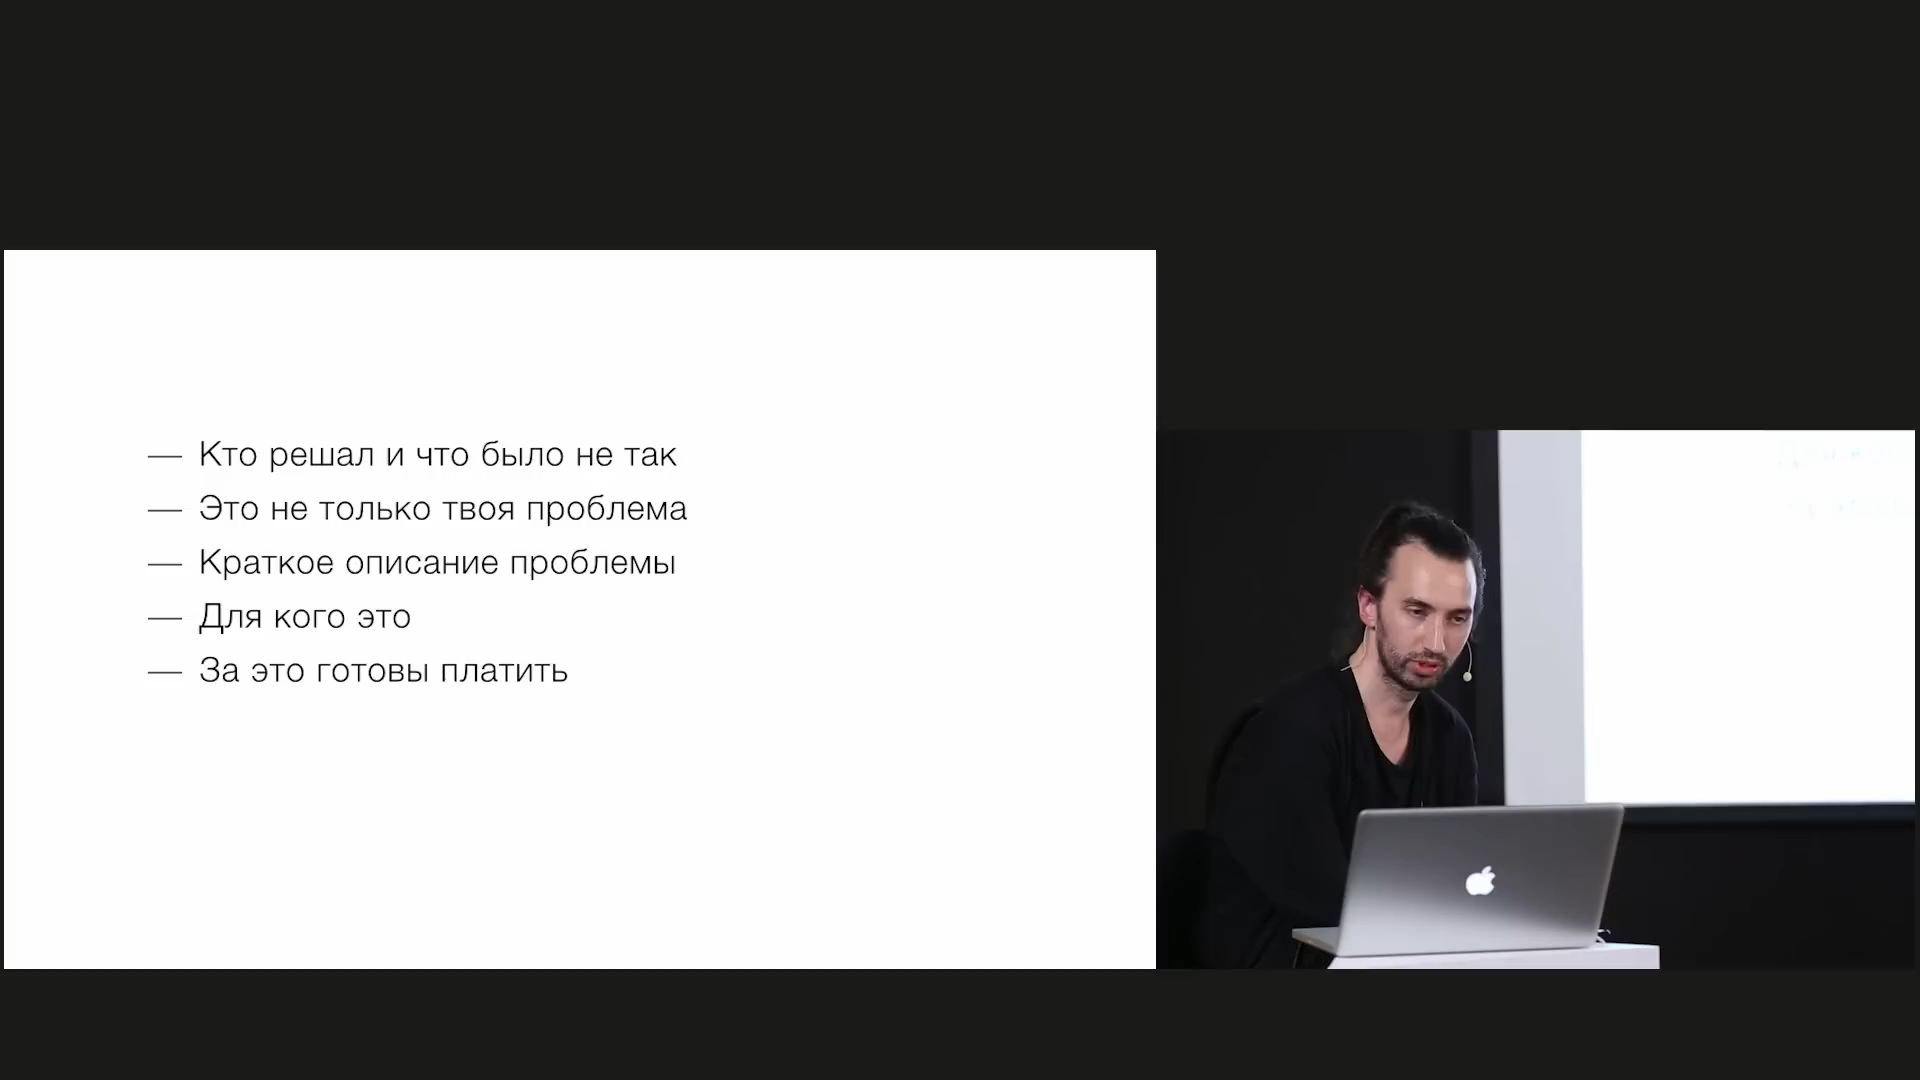 — Кто решал и что было не так
— Это не только твоя проблема
— Краткое описание проблемы
— Для кого это
— За это готовы платить